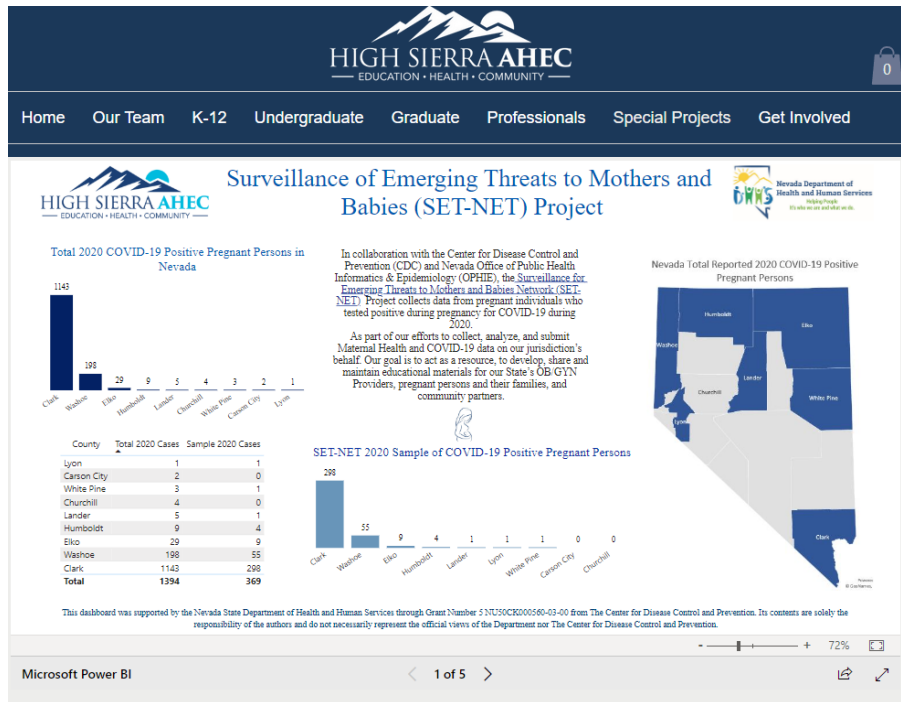 HIGH SIERRA AHEC
EDUCATION • HEALTH • COMMUNITY
0
Home Our Team K-12 Undergraduate Graduate Professionals Special Projects Get Involved
HIGH SIERRA AHEC
EDUCATION • HEALTH • COMMUNITY
Surveillance of Emerging Threats to Mothers and
Babies (SET-NET) Project
Nevada Department of
Health and Human Services
Helping People
It's who we are and what we do.
Total 2020 COVID-19 Positive Pregnant Persons in
Nevada
1143
198
29
9
5
4
3
2
1
Clark
Washoe
Elko
Humboldt
Lander
Churchill
White Pine
Carson City
Lyon
In collaboration with the Center for Disease Control and
Prevention (CDC) and Nevada Office of Public Health
Informatics & Epidemiology (OPHIE), the Surveillance for
Emerging Threats to Mothers and Babies Network (SET-
NET) Project collects data from pregnant individuals who
tested positive during pregnancy for COVID-19 during
2020.
As part of our efforts to collect, analyze, and submit
Maternal Health and COVID-19 data on our jurisdiction's
behalf. Our goal is to act as a resource, to develop, share and
maintain educational materials for our State's OB/GYN
Providers, pregnant persons and their families, and
community partners.
Nevada Total Reported 2020 COVID-19 Positive
Pregnant Persons
Humboldt
Elko
Washoe
Lander
Churchill
White Pine
Lyon
Clark
County Total 2020 Cases Sample 2020 Cases
Lyon 1 1
Carson City 2 0
White Pine 3 1
Churchill 4 0
Lander 5 1
Humboldt 9 4
Elko 29 9
Washoe 198 55
Clark 1143 298
Total 1394 369
SET-NET 2020 Sample of COVID-19 Positive Pregnant Persons
298
55
9
4
1
1
1
0
0
Clark
Washoe
Elko
Humboldt
Lander
Lyon
White Pine
Carson City
Churchill
This dashboard was supported by the Nevada State Department of Health and Human Services through Grant Number 5 NU50CK000560-03-00 from The Center for Disease Control and Prevention. Its contents are solely the
responsibility of the authors and do not necessarily represent the official views of the Department nor The Center for Disease Control and Prevention.
- + 72%
Microsoft Power BI
1 of 5